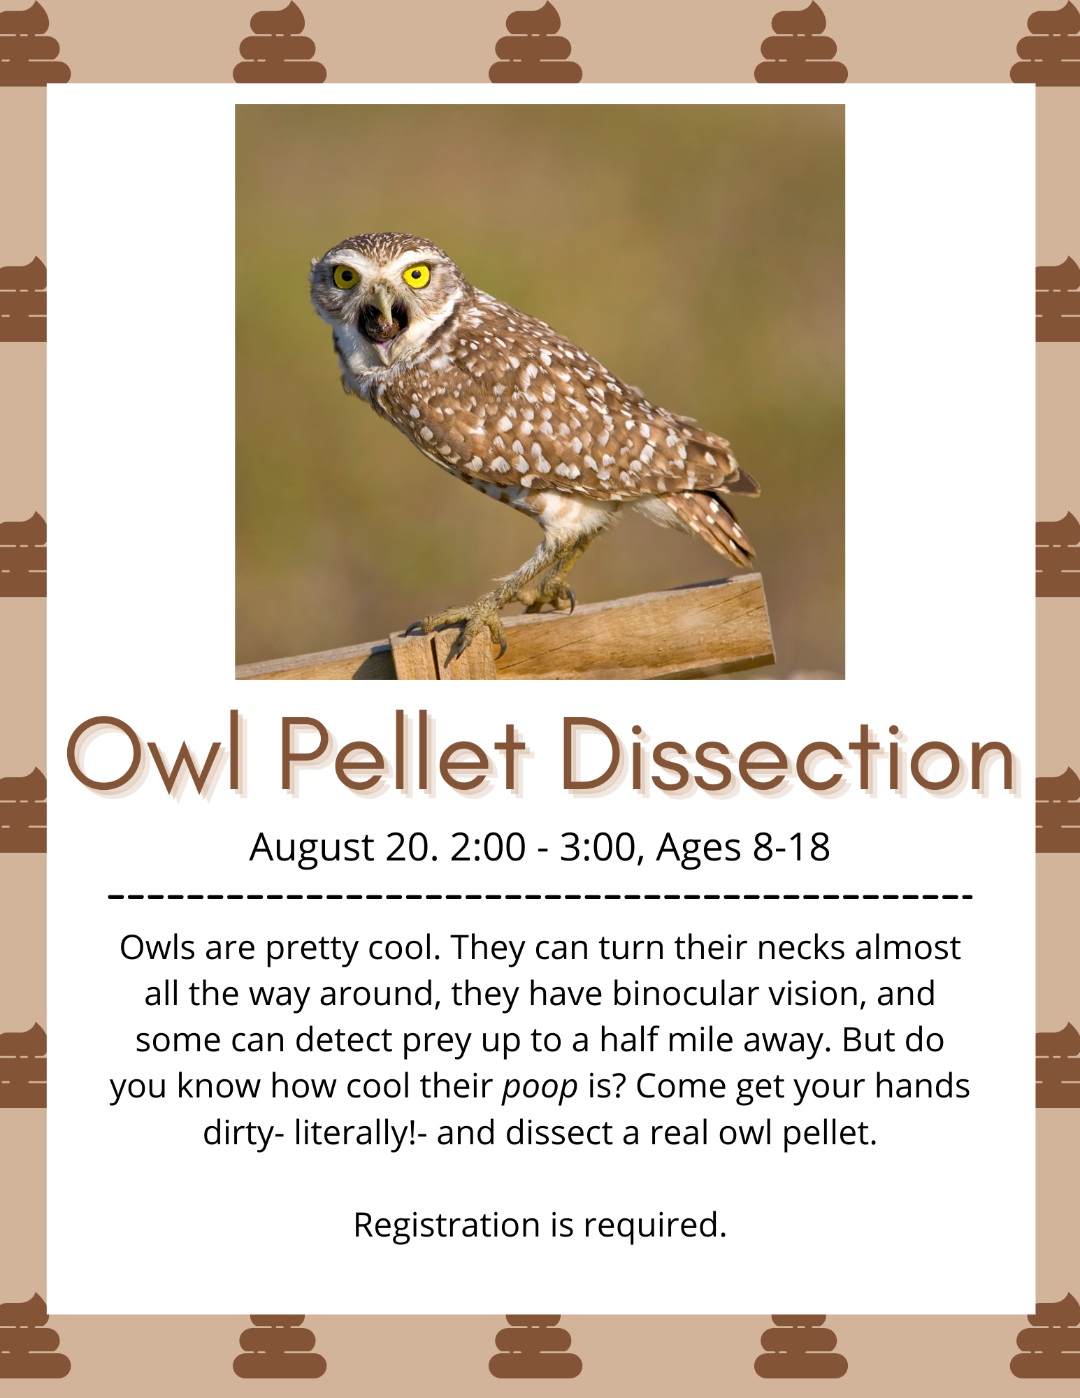 Owl Pellet Dissection
August 20. 2:00 - 3:00, Ages 8-18
Owls are pretty cool. They can turn their necks almost
all the way around, they have binocular vision, and
some can detect prey up to a half mile away. But do
you know how cool their poop is? Come get your hands
dirty- literally!- and dissect a real owl pellet.
Registration is required.